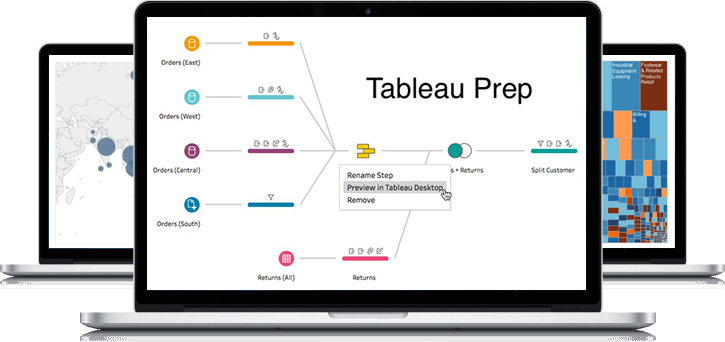 Tableau Prep
Orders (East)
Orders (West)
Orders (Central)
Orders (South)
Rename Step
Preview in Tableau Desktop
Remove
s + Returns
Split Customer
Returns (All)
Returns
Industrial
Equipment
Leasing
Footwear
& Related
Products
Retail
Billing
&